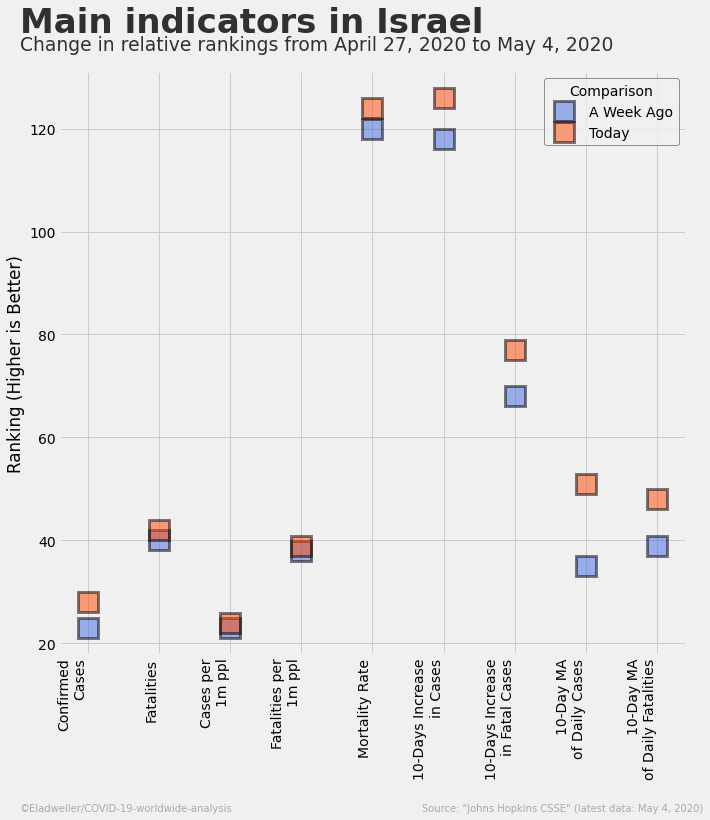 Main indicators in Israel
Change in relative rankings from April 27, 2020 to May 4, 2020
Comparison
A Week Ago
Today
Ranking (Higher is Better)
120
100
80
60
40
20
Confirmed
Cases
Fatalities
Cases per
1m ppl
Fatalities per
1m ppl
Mortality Rate
10-Days Increase
in Cases
10-Days Increase
in Fatal Cases
10-Day MA
of Daily Cases
10-Day MA
of Daily Fatalities
©Eladweller/COVID-19-worldwide-analysis
Source: "Johns Hopkins CSSE" (latest data: May 4, 2020)